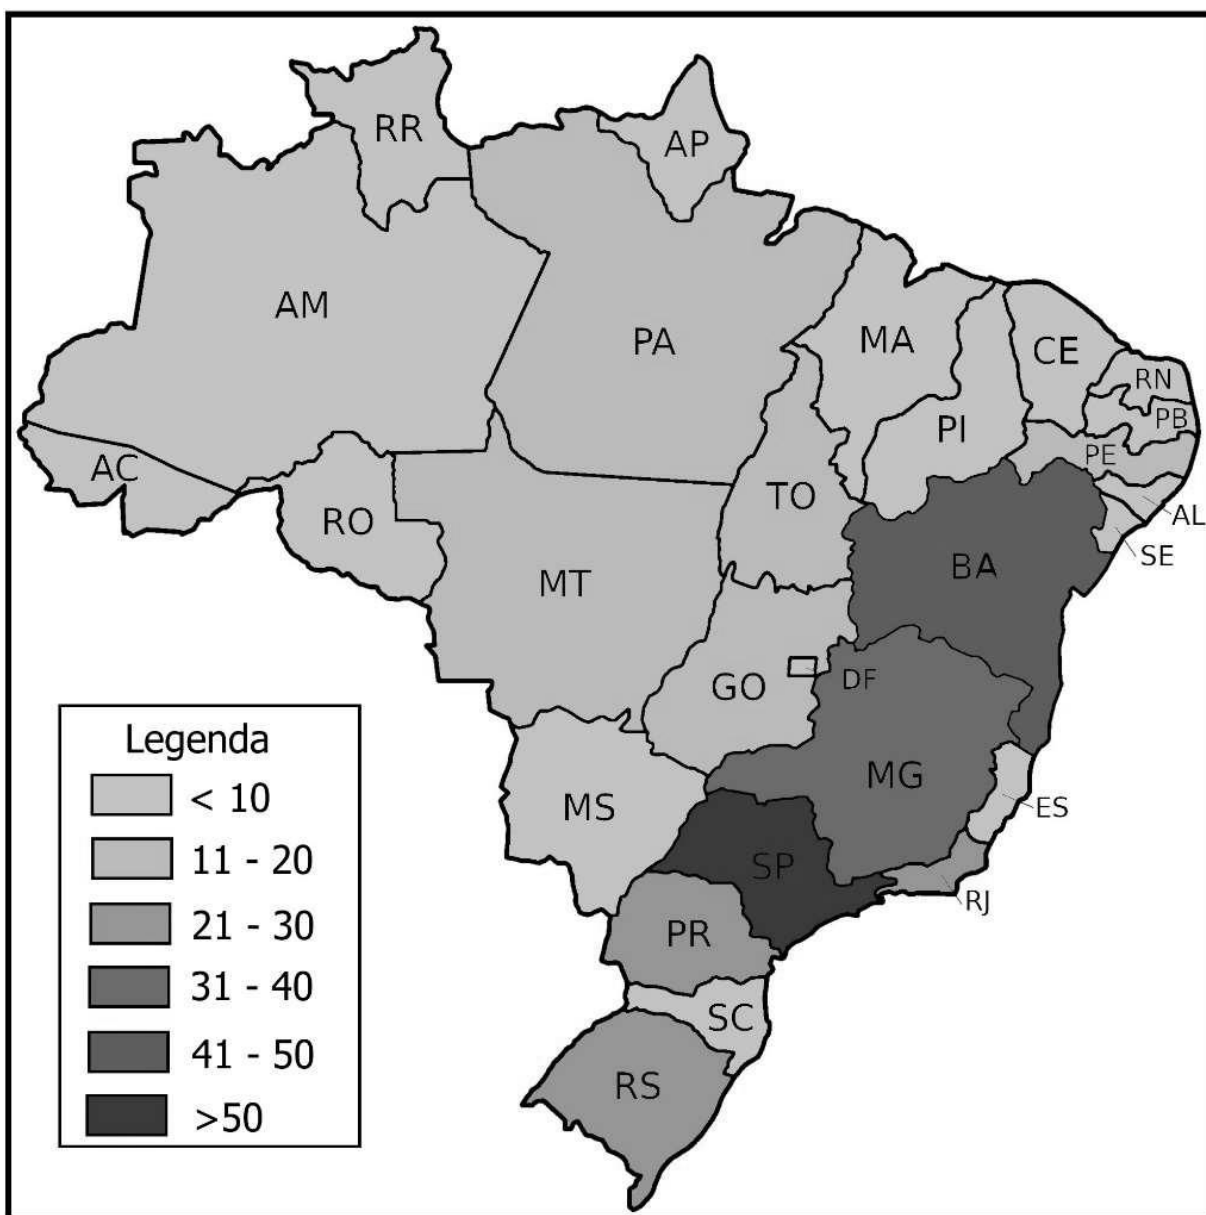 RR
AP
AM
PA
MA
CE
RN
PB
PI
PE
AC
TO
AL
RO
SE
BA
MT
DF
GO
MG
MS
ES
SP
RJ
PR
SC
RS
Legenda
< 10
11 - 20
21 - 30
31 - 40
41 - 50
>50